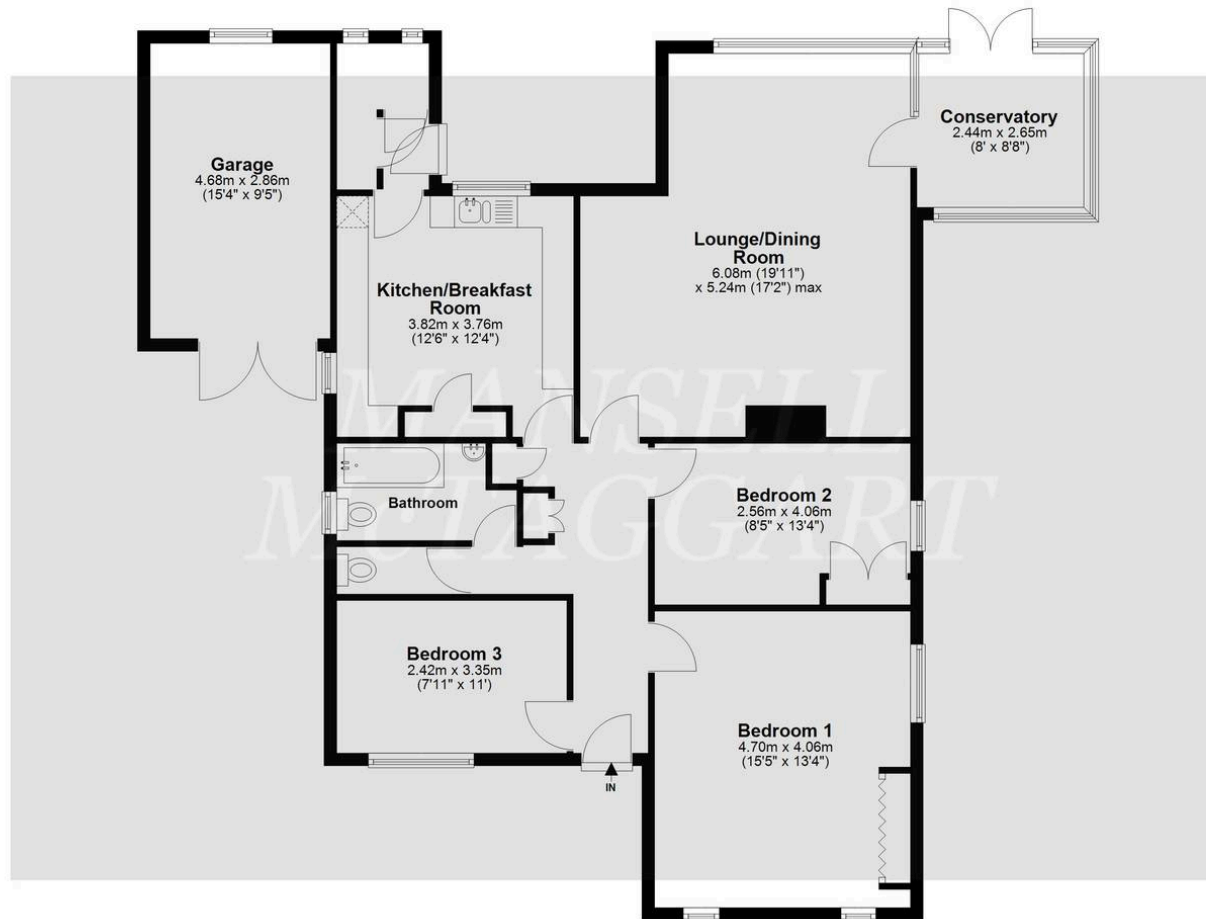 Garage
4.68m x 2.86m
(15'4" x 9'5")
Conservatory
2.44m x 2.65m
(8' x 8'8")
Lounge/Dining
Room
6.08m (19'11")
x 5.24m (17'2") max
Kitchen/Breakfast
Room
3.82m x 3.76m
(12'6" x 12'4")
MANSELL
McTAGGART
Bathroom
Bedroom 2
2.56m x 4.06m
(8'5" x 13'4")
Bedroom 3
2.42m x 3.35m
(7'11" x 11')
Bedroom 1
4.70m x 4.06m
(15'5" x 13'4")
IN